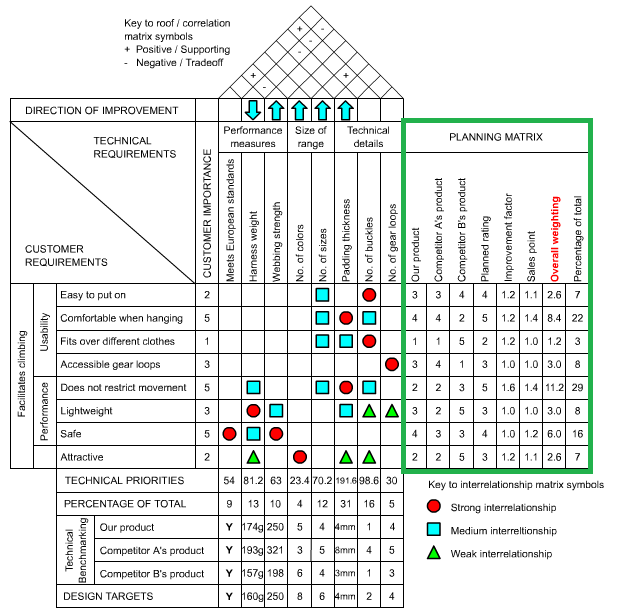 Key to roof / correlation
matrix symbols
+ Positive / Supporting
- Negative / Tradeoff
+
-
+
-
+
+
-
DIRECTION OF IMPROVEMENT
TECHNICAL
REQUIREMENTS
CUSTOMER
REQUIREMENTS
CUSTOMER IMPORTANCE
Performance
measures
Size of
range
Technical
details
PLANNING MATRIX
Meets European standards
Harness weight
Webbing strength
No. of colors
No. of sizes
Padding thickness
No. of buckles
No. of gear loops
Our product
Competitor A's product
Competitor B's product
Planned rating
Improvement factor
Sales point
Overall weighting
Percentage of total
Facilitates climbing
Usability
Easy to put on 2 3 3 4 4 1.2 1.1 2.6 7
Comfortable when hanging 5 4 4 2 5 1.2 1.4 8.4 22
Fits over different clothes 1 1 1 5 2 1.2 1.0 1.2 3
Accessible gear loops 3 3 4 1 3 1.0 1.0 3.0 8
Performance
Does not restrict movement 5 2 2 3 5 1.6 1.4 11.2 29
Lightweight 3 3 2 5 3 1.0 1.0 3.0 8
Safe 5 4 3 3 4 1.0 1.2 6.0 16
Attractive 2 2 2 5 3 1.2 1.1 2.6 7
TECHNICAL PRIORITIES 54 81.2 63 23.4 70.2 191.6 98.6 30
PERCENTAGE OF TOTAL 9 13 10 4 12 31 16 5
Technical
Benchmarking
Our product Y 174g 250 5 4 4mm 1 4
Competitor A's product Y 193g 321 3 5 8mm 4 5
Competitor B's product Y 157g 198 6 4 3mm 1 3
DESIGN TARGETS Y 160g 250 8 6 4mm 2 4
Key to interrelationship matrix symbols
Strong interrelationship
Medium interreltionship
Weak interrelationship